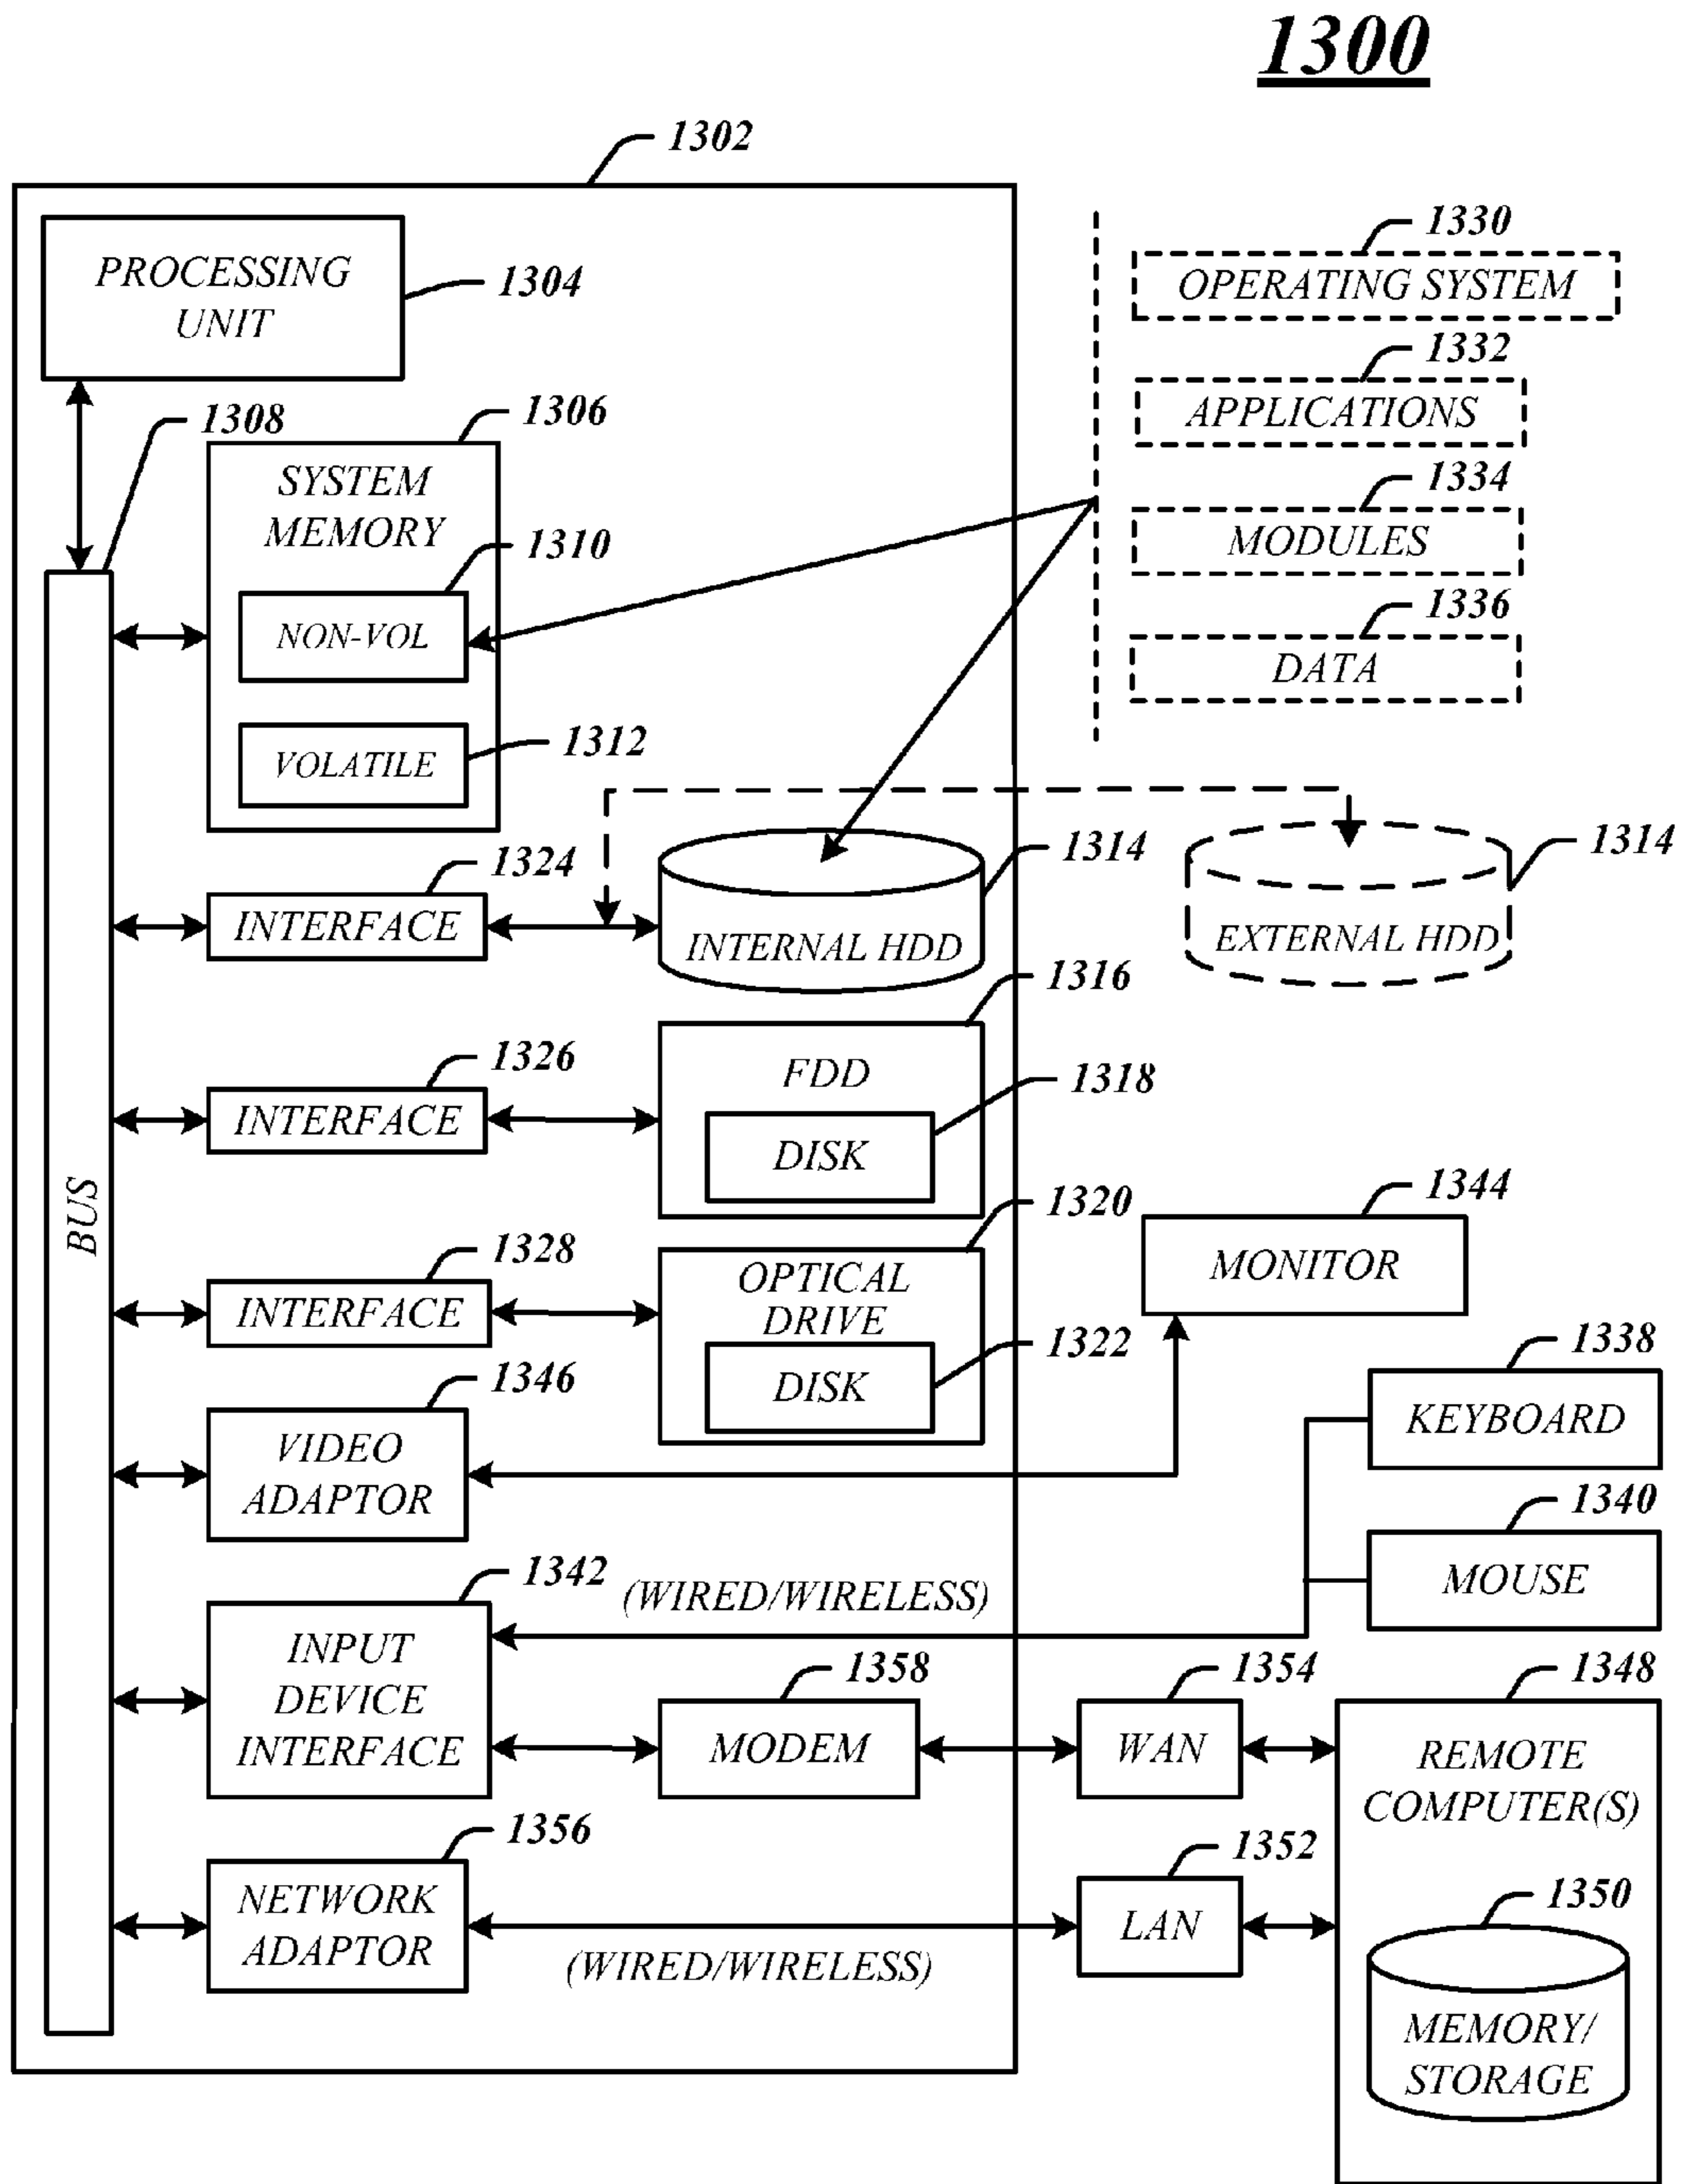 1300
1302
PROCESSING
UNIT
1304
1308
1306
SYSTEM
MEMORY
1310
NON-VOL
1312
VOLATILE
1330
OPERATING SYSTEM
1332
APPLICATIONS
1334
MODULES
1336
DATA
1324
INTERFACE
1314
INTERNAL HDD
1314
EXTERNAL HDD
1316
FDD
1326
INTERFACE
1318
DISK
BUS
1320
OPTICAL
DRIVE
1328
INTERFACE
1322
DISK
1344
MONITOR
1346
VIDEO
ADAPTOR
1338
KEYBOARD
1340
MOUSE
1342
INPUT
DEVICE
INTERFACE
(WIRED/WIRELESS)
1358
MODEM
1354
WAN
1348
REMOTE
COMPUTER(S)
1356
NETWORK
ADAPTOR
(WIRED/WIRELESS)
1352
LAN
1350
MEMORY/
STORAGE